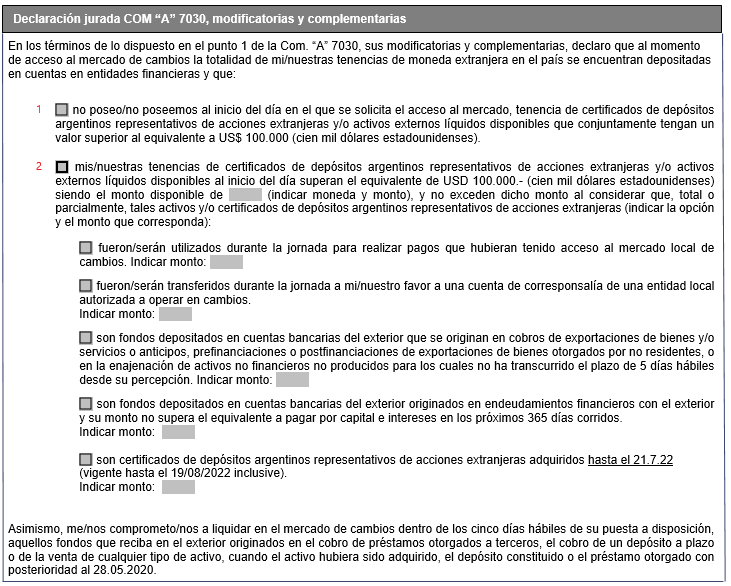 Declaración jurada COM “A” 7030, modificatorias y complementarias
En los términos de lo dispuesto en el punto 1 de la Com. “A” 7030, sus modificatorias y complementarias, declaro que al momento
de acceso al mercado de cambios la totalidad de mi/nuestras tenencias de moneda extranjera en el país se encuentran depositadas
en cuentas en entidades financieras y que:
1 no poseo/no poseemos al inicio del día en el que se solicita el acceso al mercado, tenencia de certificados de depósitos
argentinos representativos de acciones extranjeras y/o activos externos líquidos disponibles que conjuntamente tengan un
valor superior al equivalente a US$ 100.000 (cien mil dólares estadounidenses).
2 mis/nuestras tenencias de certificados de depósitos argentinos representativos de acciones extranjeras y/o activos
externos líquidos disponibles al inicio del día superan el equivalente de USD 100.000.- (cien mil dólares estadounidenses)
siendo el monto disponible de (indicar moneda y monto), y no exceden dicho monto al considerar que, total o
parcialmente, tales activos y/o certificados de depósitos argentinos representativos de acciones extranjeras (indicar la opción
y el monto que corresponda):
fueron/serán utilizados durante la jornada para realizar pagos que hubieran tenido acceso al mercado local de
cambios. Indicar monto:
fueron/serán transferidos durante la jornada a mi/nuestro favor a una cuenta de corresponsalía de una entidad local
autorizada a operar en cambios.
Indicar monto:
son fondos depositados en cuentas bancarias del exterior que se originan en cobros de exportaciones de bienes y/o
servicios o anticipos, prefinanciaciones o postfinanciaciones de exportaciones de bienes otorgados por no residentes, o
en la enajenación de activos no financieros no producidos para los cuales no ha transcurrido el plazo de 5 días hábiles
desde su percepción. Indicar monto:
son fondos depositados en cuentas bancarias del exterior originados en endeudamientos financieros con el exterior
y su monto no supera el equivalente a pagar por capital e intereses en los próximos 365 días corridos.
Indicar monto:
son certificados de depósitos argentinos representativos de acciones extranjeras adquiridos hasta el 21.7.22
(vigente hasta el 19/08/2022 inclusive).
Indicar monto:
Asimismo, me/nos comprometo/nos a liquidar en el mercado de cambios dentro de los cinco días hábiles de su puesta a disposición,
aquellos fondos que reciba en el exterior originados en el cobro de préstamos otorgados a terceros, el cobro de un depósito a plazo
o de la venta de cualquier tipo de activo, cuando el activo hubiera sido adquirido, el depósito constituido o el préstamo otorgado con
posterioridad al 28.05.2020.